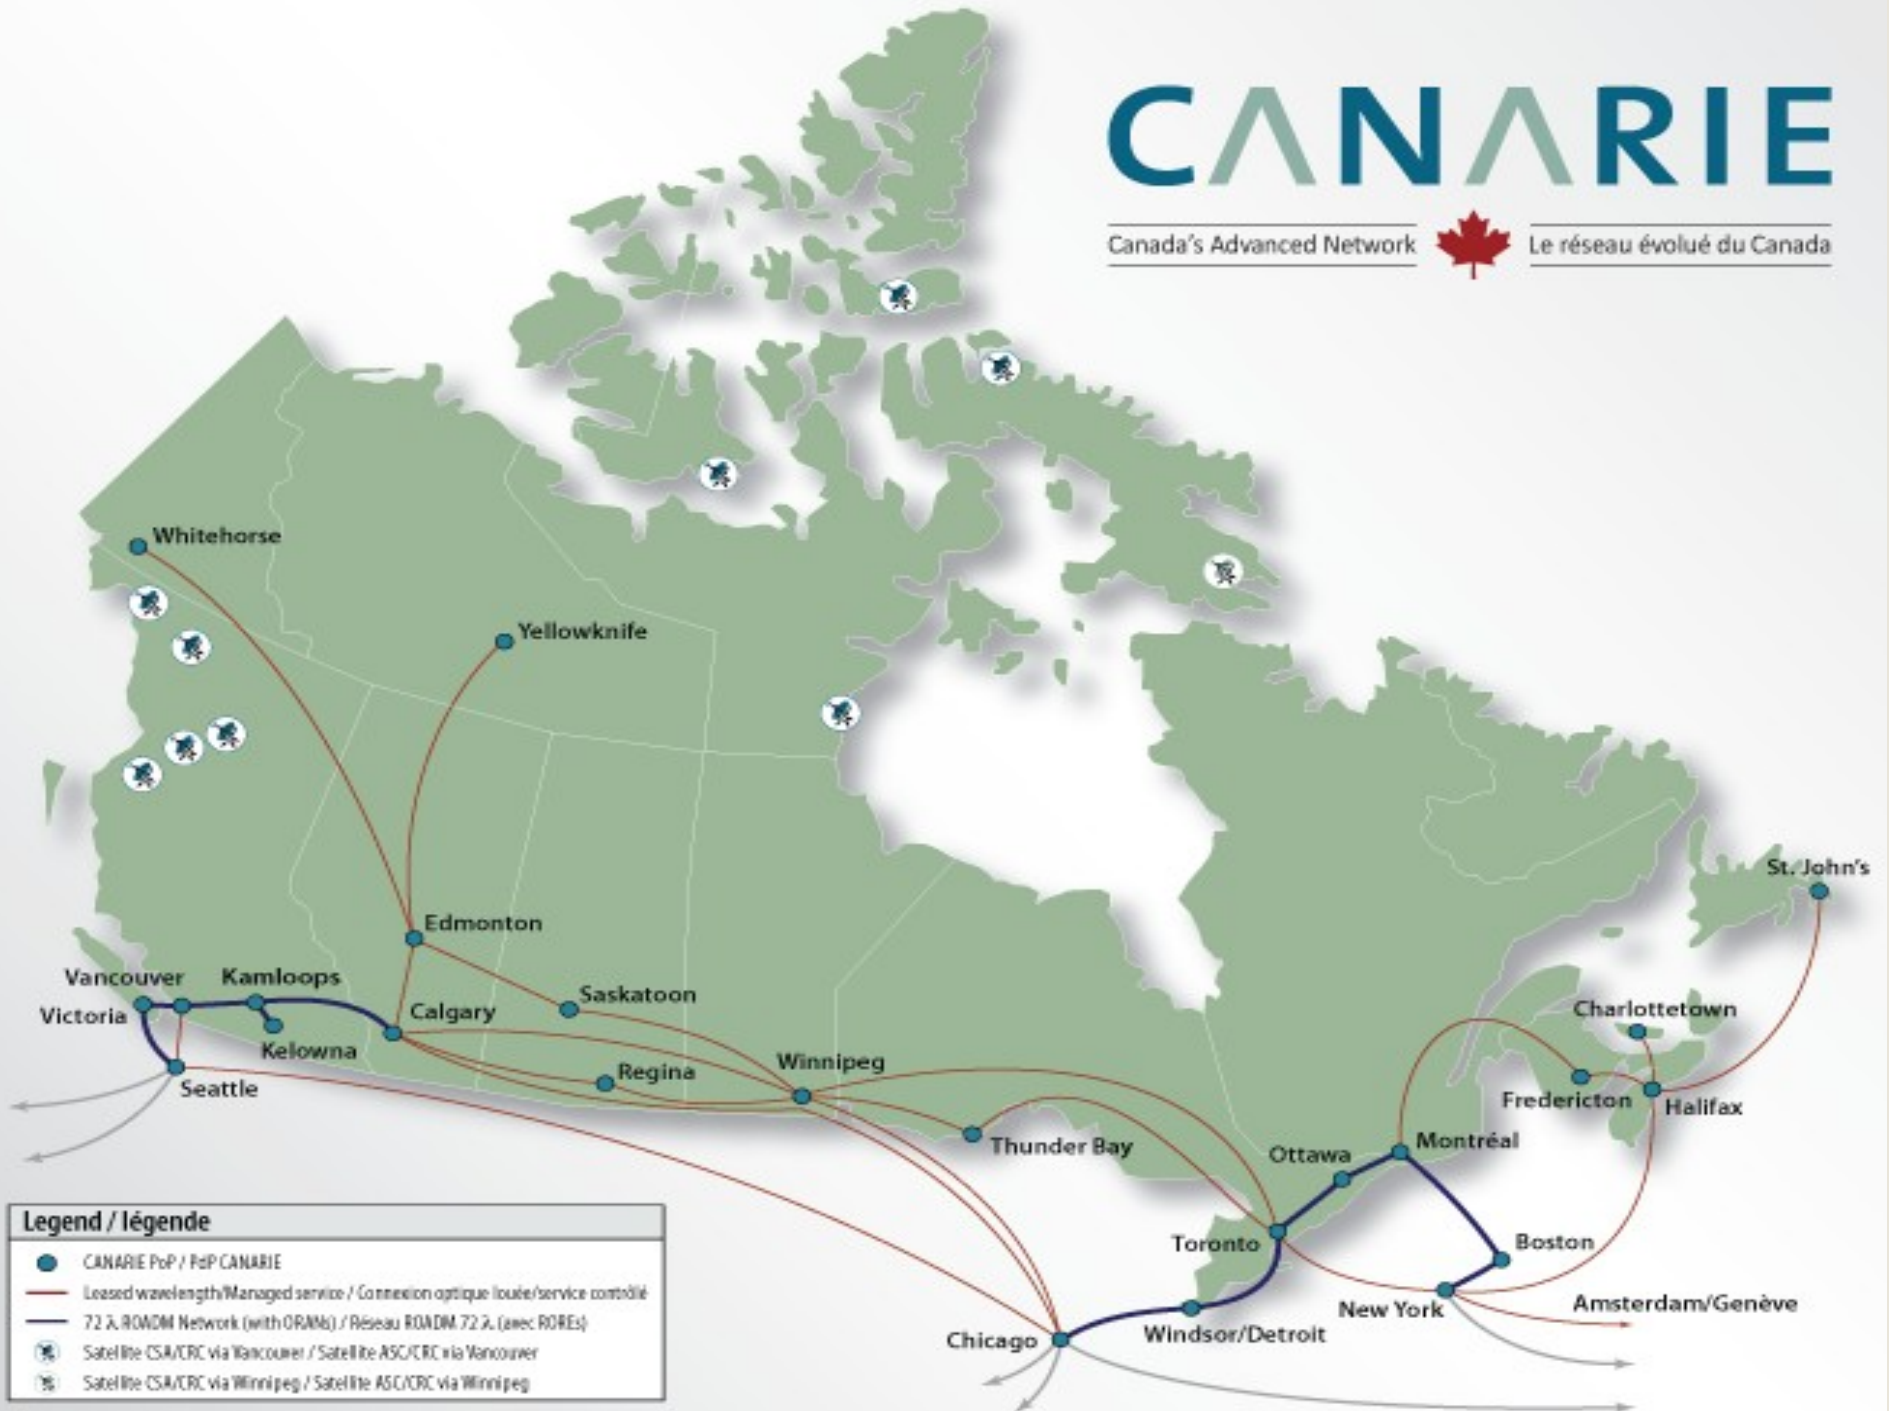 CANARIE
Canada's Advanced Network
Le réseau évolué du Canada
Whitehorse
Yellowknife
St. John's
Edmonton
Vancouver
Kamloops
Saskatoon
Victoria
Calgary
Charlottetown
Kelowna
Winnipeg
Regina
Seattle
Fredericton
Halifax
Thunder Bay
Ottawa
Montréal
Toronto
Boston
New York
Amsterdam/Genève
Chicago
Windsor/Detroit
Legend / légende
CANARIE PoP / PdP CANARIE
Leased wavelength/Managed service / Connexion optique louée/service contrôlé
72 λ ROADM Network (with ORANs) / Réseau ROADM 72 λ (avec ROREs)
Satellite CSA/CRC via Vancouver / Satellite ASC/CRC via Vancouver
Satellite CSA/CRC via Winnipeg / Satellite ASC/CRC via Winnipeg